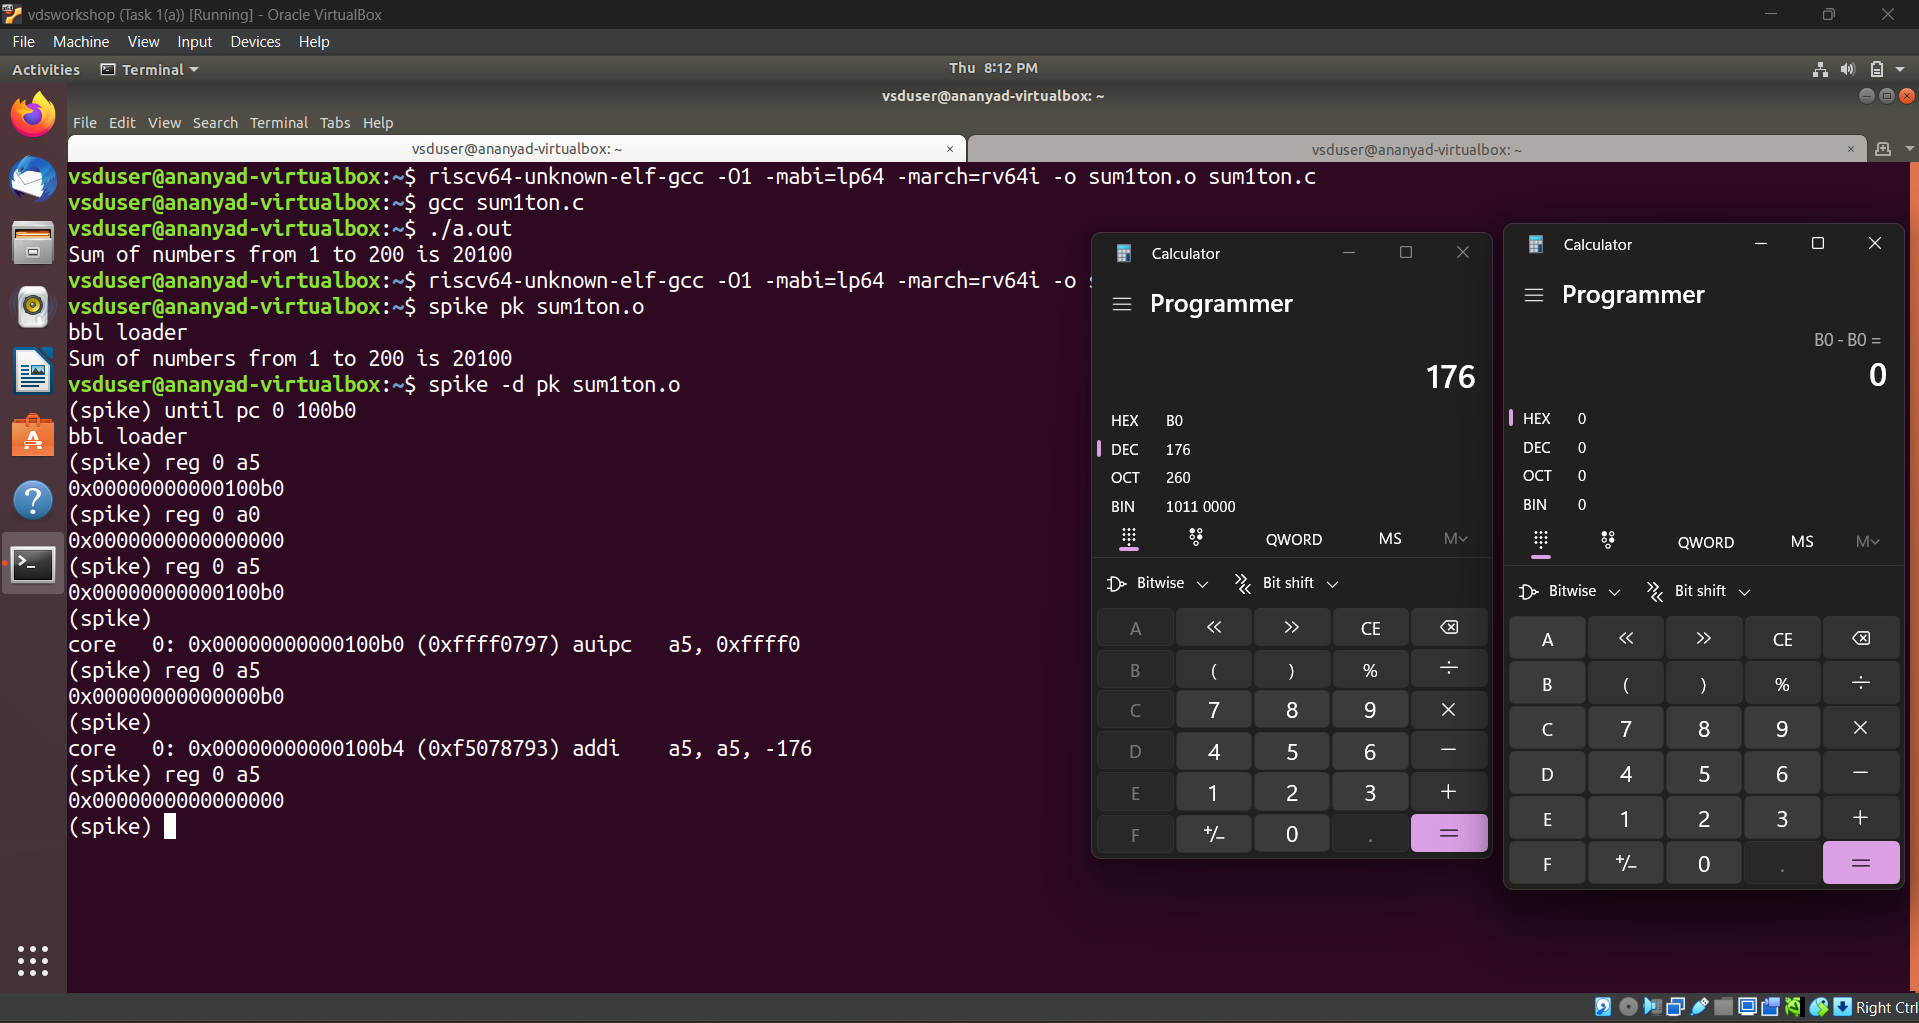 vdsworkshop (Task 1(a)) [Running] - Oracle VirtualBox
File Machine View Input Devices Help
Activities Terminal Thu 8:12 PM
vsduser@ananyad-virtualbox: ~
File Edit View Search Terminal Tabs Help
vsduser@ananyad-virtualbox: ~ × vsduser@ananyad-virtualbox: ~ ×
vsduser@ananyad-virtualbox:~$ riscv64-unknown-elf-gcc -O1 -mabi=lp64 -march=rv64i -o sum1ton.o sum1ton.c
vsduser@ananyad-virtualbox:~$ gcc sum1ton.c
vsduser@ananyad-virtualbox:~$ ./a.out
Sum of numbers from 1 to 200 is 20100
vsduser@ananyad-virtualbox:~$ riscv64-unknown-elf-gcc -O1 -mabi=lp64 -march=rv64i -o
vsduser@ananyad-virtualbox:~$ spike pk sum1ton.o
bbl loader
Sum of numbers from 1 to 200 is 20100
vsduser@ananyad-virtualbox:~$ spike -d pk sum1ton.o
(spike) until pc 0 100b0
bbl loader
(spike) reg 0 a5
0x00000000000100b0
(spike) reg 0 a0
0x0000000000000000
(spike) reg 0 a5
0x00000000000100b0
(spike)
core 0: 0x00000000000100b0 (0xffff0797) auipc a5, 0xffff0
(spike) reg 0 a5
0x00000000000000b0
(spike)
core 0: 0x00000000000100b4 (0xf5078793) addi a5, a5, -176
(spike) reg 0 a5
0x0000000000000000
(spike)
Calculator
Programmer
176
HEX B0
DEC 176
OCT 260
BIN 1011 0000
QWORD MS M
Bitwise Bit shift
A « » CE
B ( ) % ÷
C 7 8 9 ×
D 4 5 6 −
E 1 2 3 +
F +/− 0 . =
Calculator
Programmer
B0 - B0 =
0
HEX 0
DEC 0
OCT 0
BIN 0
QWORD MS M
Bitwise Bit shift
A « » CE
B ( ) % ÷
C 7 8 9 ×
D 4 5 6 −
E 1 2 3 +
F +/− 0 . =
Right Ctrl